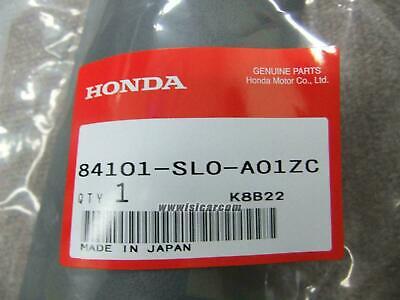 HONDA
GENUINE PARTS
Honda Motor Co., Ltd.
84101-SL0-A01ZC
QTY 1 K8B22
www.isicar.com
MADE IN JAPAN